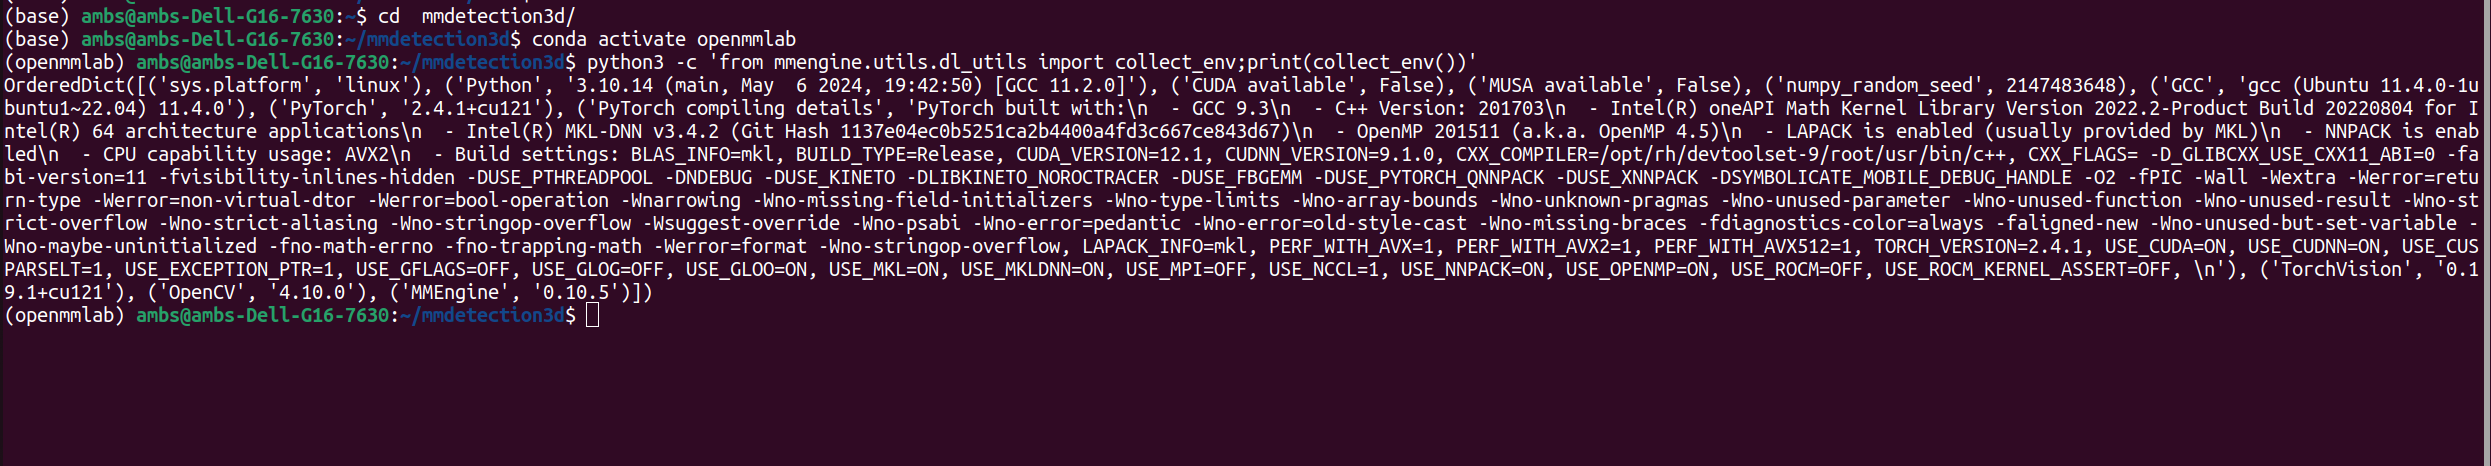 (base) ambs@ambs-Dell-G16-7630:~$ cd  mmdetection3d/
(base) ambs@ambs-Dell-G16-7630:~/mmdetection3d$ conda activate openmmlab
(openmmlab) ambs@ambs-Dell-G16-7630:~/mmdetection3d$ python3 -c 'from mmengine.utils.dl_utils import collect_env;print(collect_env())'
OrderedDict([('sys.platform', 'linux'), ('Python', '3.10.14 (main, May  6 2024, 19:42:50) [GCC 11.2.0]'), ('CUDA available', False), ('MUSA available', False), ('numpy_random_seed', 2147483648), ('GCC', 'gcc (Ubuntu 11.4.0-1u
buntu1~22.04) 11.4.0'), ('PyTorch', '2.4.1+cu121'), ('PyTorch compiling details', 'PyTorch built with:\n  - GCC 9.3\n  - C++ Version: 201703\n  - Intel(R) oneAPI Math Kernel Library Version 2022.2-Product Build 20220804 for I
ntel(R) 64 architecture applications\n  - Intel(R) MKL-DNN v3.4.2 (Git Hash 1137e04ec0b5251ca2b4400a4fd3c667ce843d67)\n  - OpenMP 201511 (a.k.a. OpenMP 4.5)\n  - LAPACK is enabled (usually provided by MKL)\n  - NNPACK is enab
led\n  - CPU capability usage: AVX2\n  - Build settings: BLAS_INFO=mkl, BUILD_TYPE=Release, CUDA_VERSION=12.1, CUDNN_VERSION=9.1.0, CXX_COMPILER=/opt/rh/devtoolset-9/root/usr/bin/c++, CXX_FLAGS= -D_GLIBCXX_USE_CXX11_ABI=0 -fa
bi-version=11 -fvisibility-inlines-hidden -DUSE_PTHREADPOOL -DNDEBUG -DUSE_KINETO -DLIBKINETO_NOROCTRACER -DUSE_FBGEMM -DUSE_PYTORCH_QNNPACK -DUSE_XNNPACK -DSYMBOLICATE_MOBILE_DEBUG_HANDLE -O2 -fPIC -Wall -Wextra -Werror=retu
rn-type -Werror=non-virtual-dtor -Werror=bool-operation -Wnarrowing -Wno-missing-field-initializers -Wno-type-limits -Wno-array-bounds -Wno-unknown-pragmas -Wno-unused-parameter -Wno-unused-function -Wno-unused-result -Wno-st
rict-overflow -Wno-strict-aliasing -Wno-stringop-overflow -Wsuggest-override -Wno-psabi -Wno-error=pedantic -Wno-error=old-style-cast -Wno-missing-braces -fdiagnostics-color=always -faligned-new -Wno-unused-but-set-variable -
Wno-maybe-uninitialized -fno-math-errno -fno-trapping-math -Werror=format -Wno-stringop-overflow, LAPACK_INFO=mkl, PERF_WITH_AVX=1, PERF_WITH_AVX2=1, PERF_WITH_AVX512=1, TORCH_VERSION=2.4.1, USE_CUDA=ON, USE_CUDNN=ON, USE_CUS
PARSELT=1, USE_EXCEPTION_PTR=1, USE_GFLAGS=OFF, USE_GLOG=OFF, USE_GLOO=ON, USE_MKL=ON, USE_MKLDNN=ON, USE_MPI=OFF, USE_NCCL=1, USE_NNPACK=ON, USE_OPENMP=ON, USE_ROCM=OFF, USE_ROCM_KERNEL_ASSERT=OFF, \n'), ('TorchVision', '0.1
9.1+cu121'), ('OpenCV', '4.10.0'), ('MMEngine', '0.10.5')])
(openmmlab) ambs@ambs-Dell-G16-7630:~/mmdetection3d$